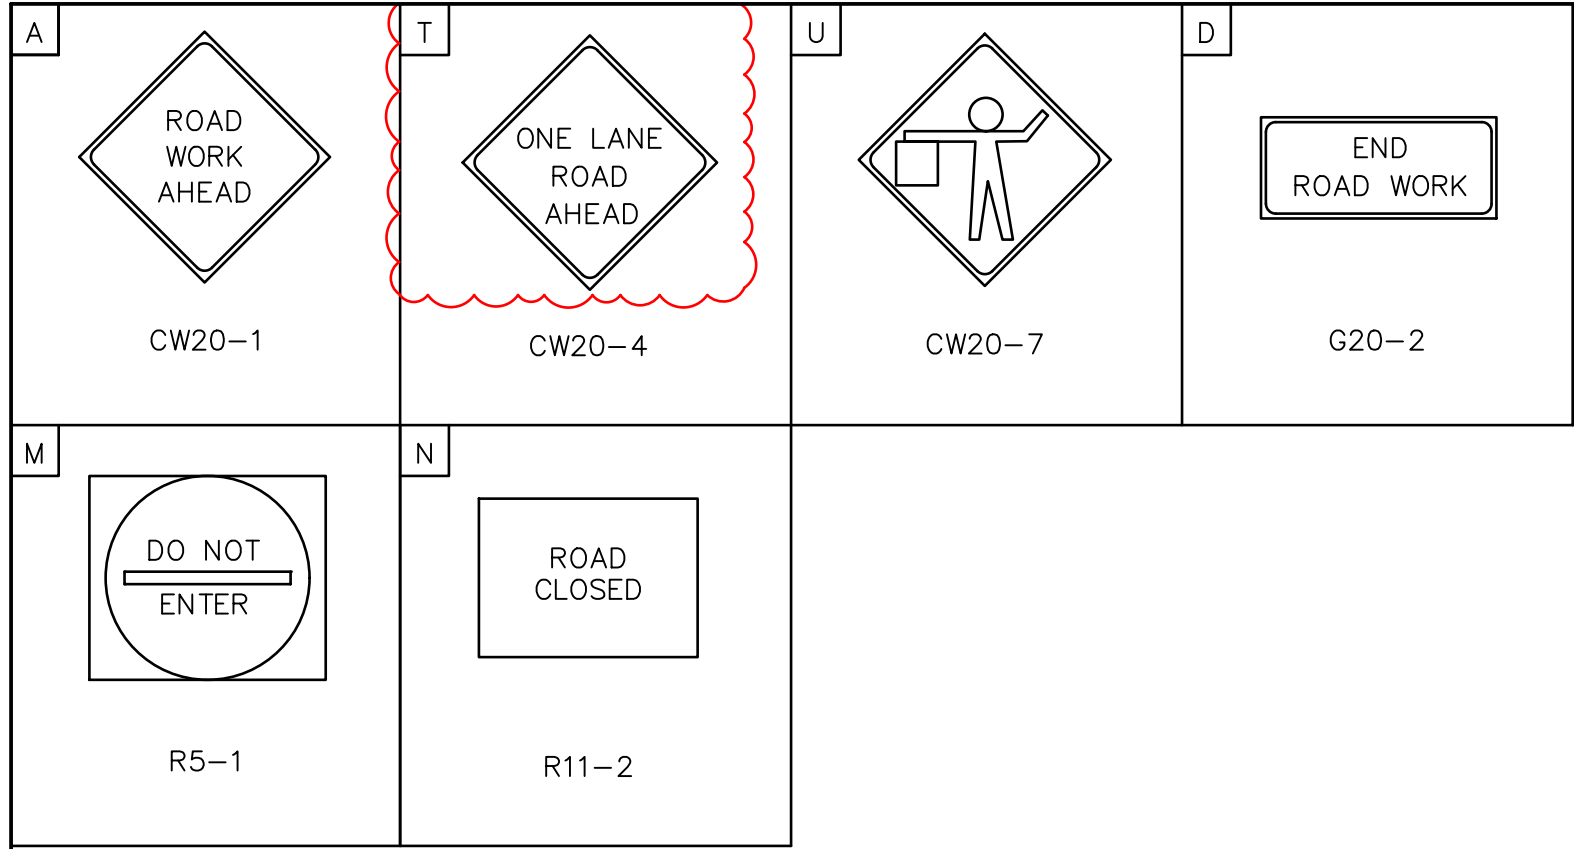 A
ROAD
WORK
AHEAD
CW20-1
T
ONE LANE
ROAD
AHEAD
CW20-4
U
CW20-7
D
END
ROAD WORK
G20-2
M
DO NOT
ENTER
R5-1
N
ROAD
CLOSED
R11-2